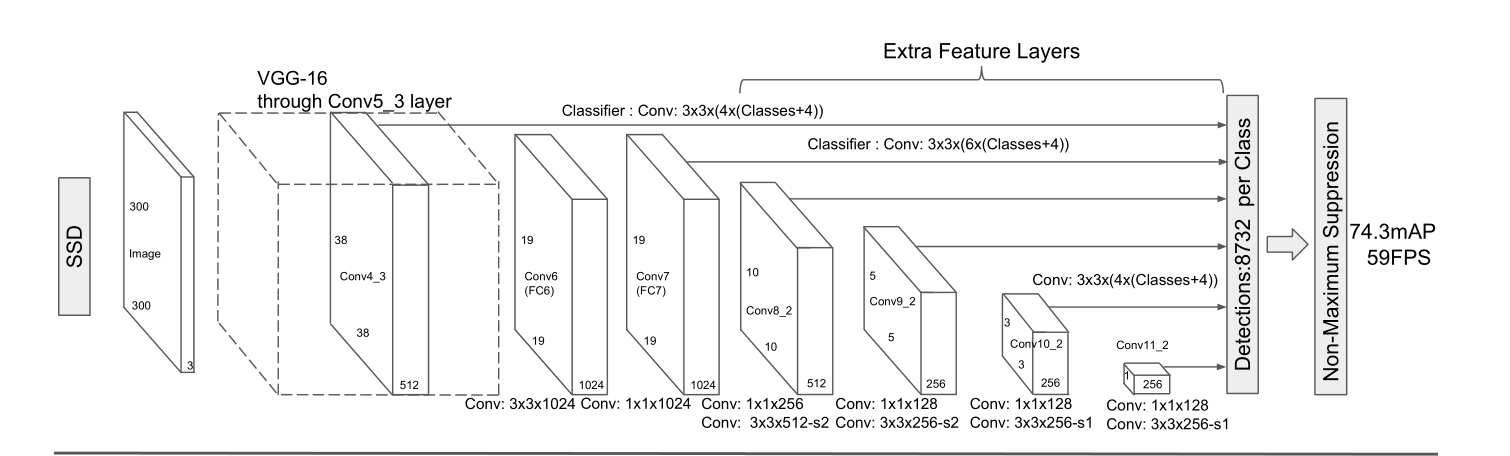 Extra Feature Layers
VGG-16
through Conv5_3 layer
Classifier : Conv: 3x3x(4x(Classes+4))
Classifier : Conv: 3x3x(6x(Classes+4))
SSD
300
Image
300
3
38
Conv4_3
38
512
19
Conv6
(FC6)
19
1024
19
Conv7
(FC7)
19
1024
10
Conv8_2
10
512
5
Conv9_2
5
256
Conv: 3x3x(4x(Classes+4))
3
Conv10_2
3
256
Conv11_2
1
256
Detections:8732 per Class
Non-Maximum Suppression
74.3mAP
59FPS
Conv: 3x3x1024
Conv: 1x1x1024
Conv: 1x1x256
Conv: 3x3x512-s2
Conv: 1x1x128
Conv: 3x3x256-s2
Conv: 1x1x128
Conv: 3x3x256-s1
Conv: 1x1x128
Conv: 3x3x256-s1